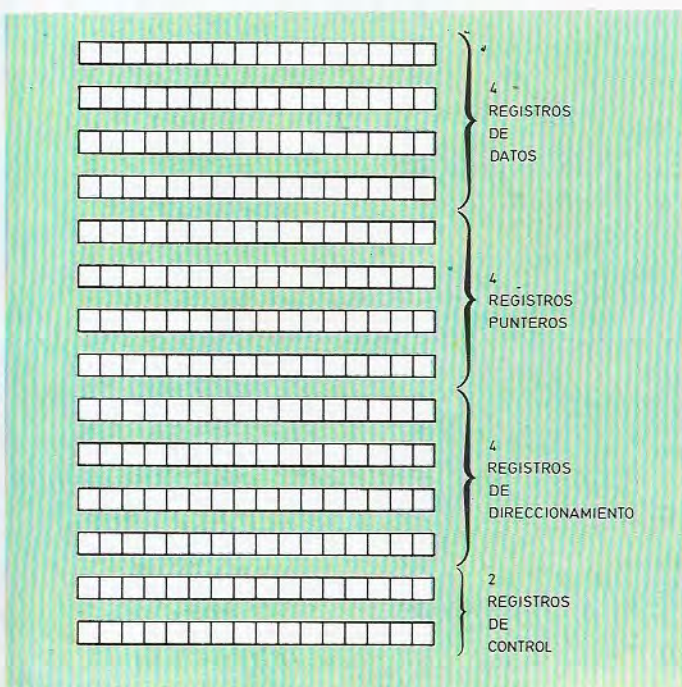 4
REGISTROS
DE
DATOS
4
REGISTROS
PUNTEROS
4
REGISTROS
DE
DIRECCIONAMIENTO
2
REGISTROS
DE
CONTROL